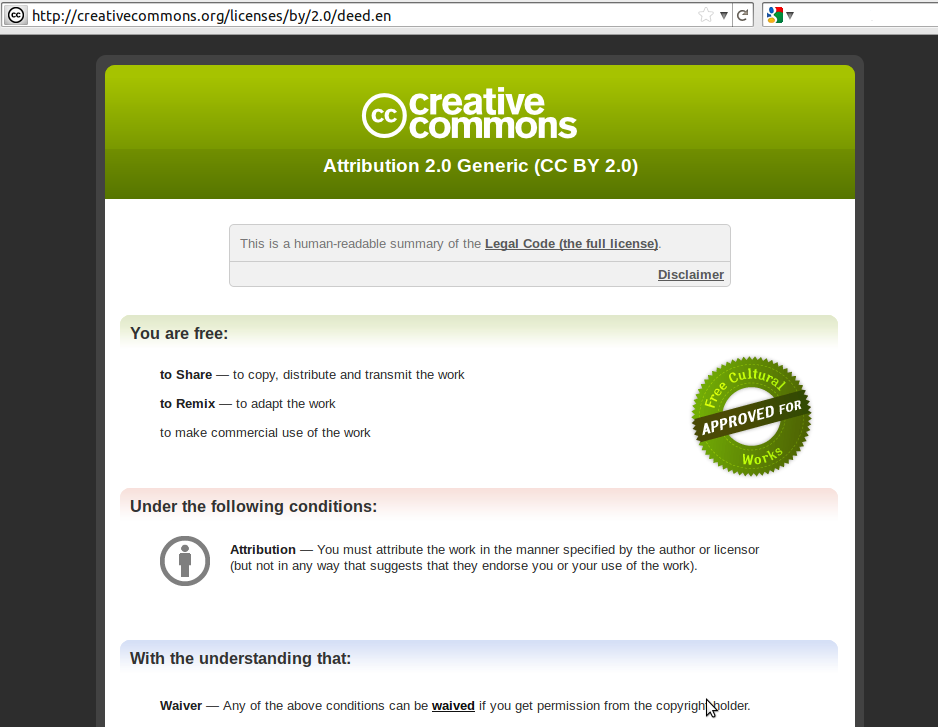 http://creativecommons.org/licenses/by/2.0/deed.en
cc creative
commons
Attribution 2.0 Generic (CC BY 2.0)
This is a human-readable summary of the Legal Code (the full license).
Disclaimer
You are free:
to Share — to copy, distribute and transmit the work
to Remix — to adapt the work
to make commercial use of the work
Free Cultural
APPROVED FOR
Works
Under the following conditions:
Attribution — You must attribute the work in the manner specified by the author or licensor
(but not in any way that suggests that they endorse you or your use of the work).
With the understanding that:
Waiver — Any of the above conditions can be waived if you get permission from the copyright holder.